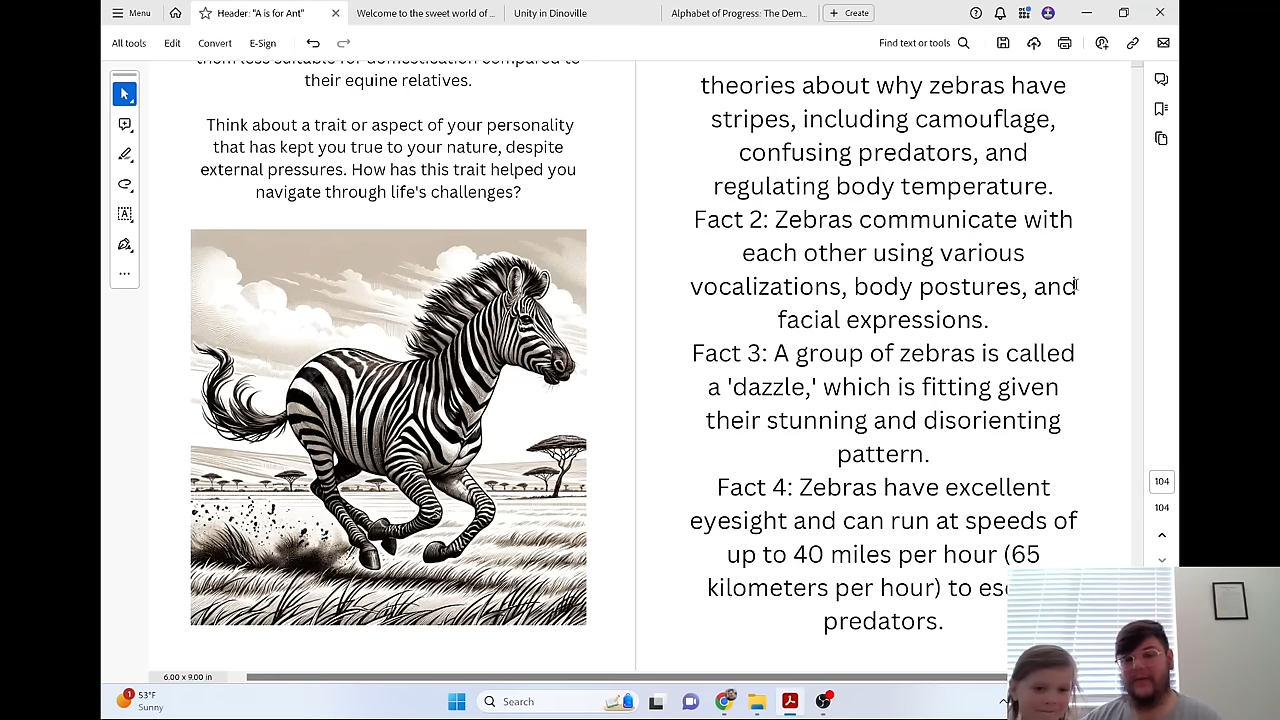 Menu
Header: "A is for Ant"
Welcome to the sweet world of ...
Unity in Dinoville
Alphabet of Progress: The Dem...
Create
All tools
Edit
Convert
E-Sign
Find text or tools
their equine relatives.
Think about a trait or aspect of your personality
that has kept you true to your nature, despite
external pressures. How has this trait helped you
navigate through life's challenges?
theories about why zebras have
stripes, including camouflage,
confusing predators, and
regulating body temperature.
Fact 2: Zebras communicate with
each other using various
vocalizations, body postures, and
facial expressions.
Fact 3: A group of zebras is called
a 'dazzle,' which is fitting given
their stunning and disorienting
pattern.
Fact 4: Zebras have excellent
eyesight and can run at speeds of
up to 40 miles per hour (65
kilometers per hour) to
predators.
104
104
6.00 x 9.00 in
1
53°F
Sunny
Search